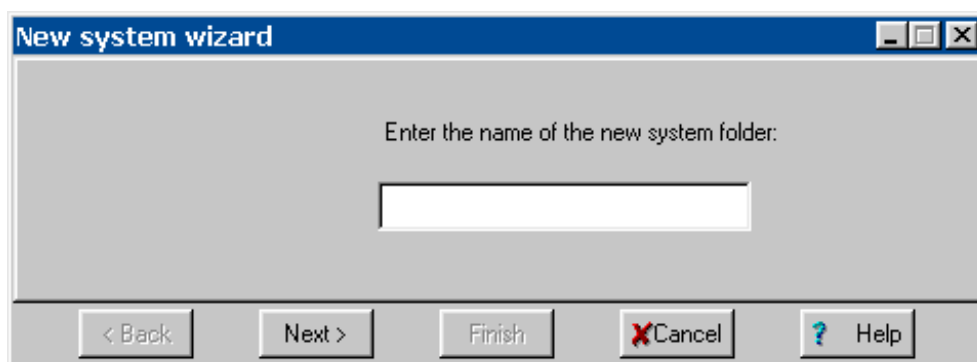 New system wizard
Enter the name of the new system folder:
< Back Next > Finish Cancel ? Help